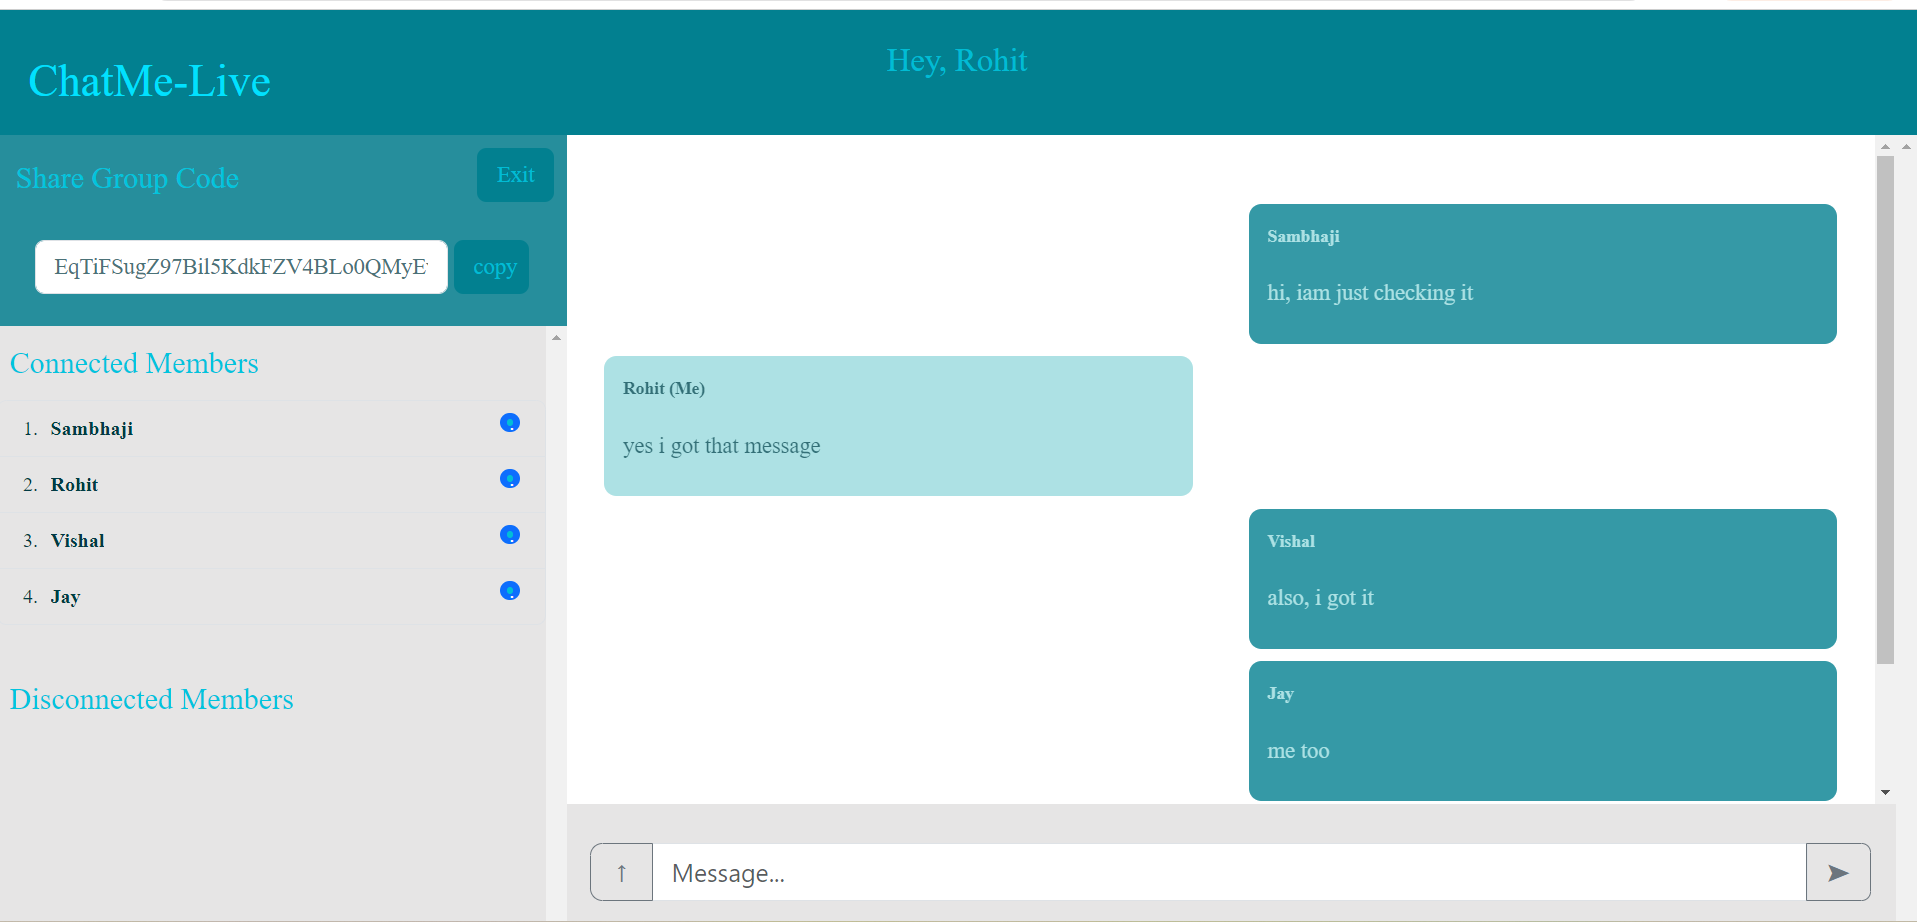 ChatMe-Live
Hey, Rohit
Share Group Code
Exit
EqTiFSugZ97Bil5KdkFZV4BLo0QMyE
copy
Connected Members
1. Sambhaji
2. Rohit
3. Vishal
4. Jay
Disconnected Members
Sambhaji
hi, iam just checking it
Rohit (Me)
yes i got that message
Vishal
also, i got it
Jay
me too
↑
Message...
➤